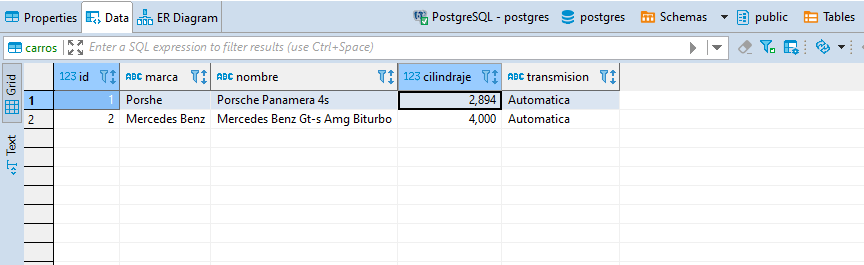 Properties Data ER Diagram PostgreSQL - postgres postgres Schemas public Tables
carros Enter a SQL expression to filter results (use Ctrl+Space)
Grid
Text
123 id ABC marca ABC nombre 123 cilindraje ABC transmision
1 1 Porshe Porsche Panamera 4s 2,894 Automatica
2 2 Mercedes Benz Mercedes Benz Gt-s Amg Biturbo 4,000 Automatica